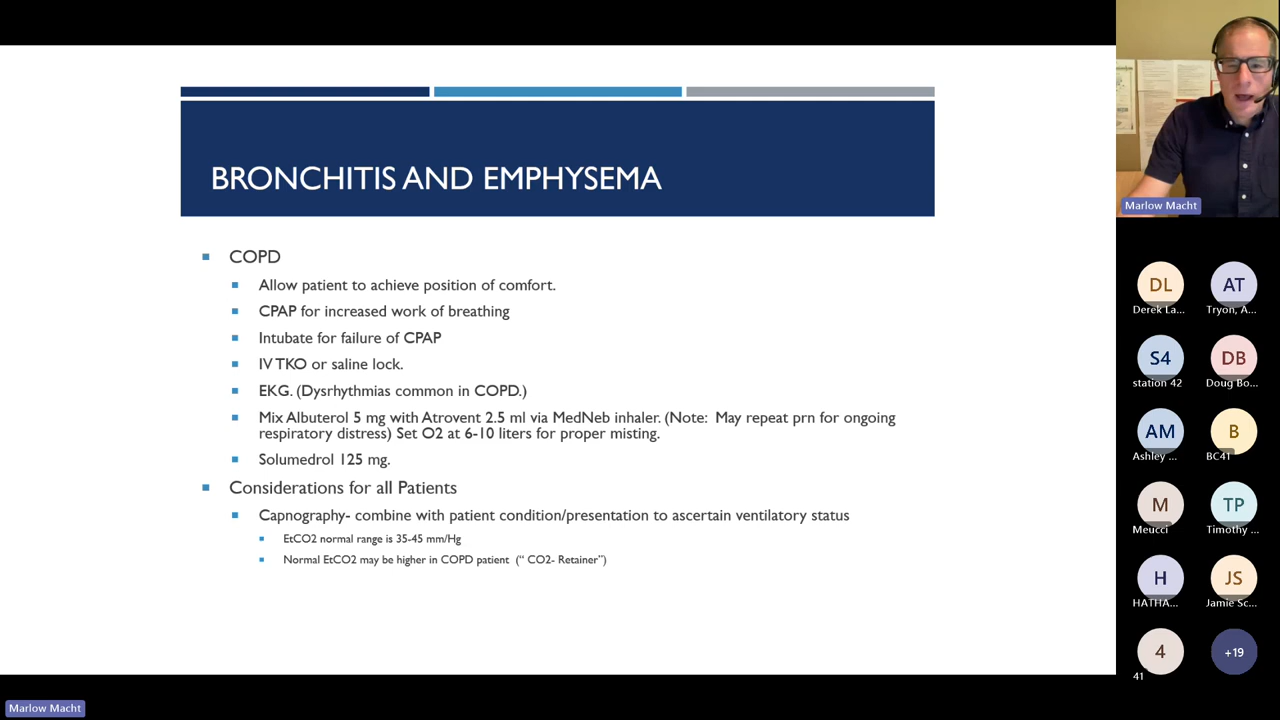 BRONCHITIS AND EMPHYSEMA
COPD
Allow patient to achieve position of comfort.
CPAP for increased work of breathing
Intubate for failure of CPAP
IV TKO or saline lock.
EKG. (Dysrhythmias common in COPD.)
Mix Albuterol 5 mg with Atrovent 2.5 ml via MedNeb inhaler. (Note: May repeat prn for ongoing
respiratory distress) Set O2 at 6-10 liters for proper misting.
Solumedrol 125 mg.
Considerations for all Patients
Capnography- combine with patient condition/presentation to ascertain ventilatory status
EtCO2 normal range is 35-45 mm/Hg
Normal EtCO2 may be higher in COPD patient (“ CO2- Retainer”)
Marlow Macht
DL
Derek La...
AT
Tryon, A...
S4
station 42
DB
Doug Bo...
AM
Ashley ...
B
BC41
M
Meucci
TP
Timothy ...
H
HATHA...
JS
Jamie Sc...
4
41
+19
Marlow Macht